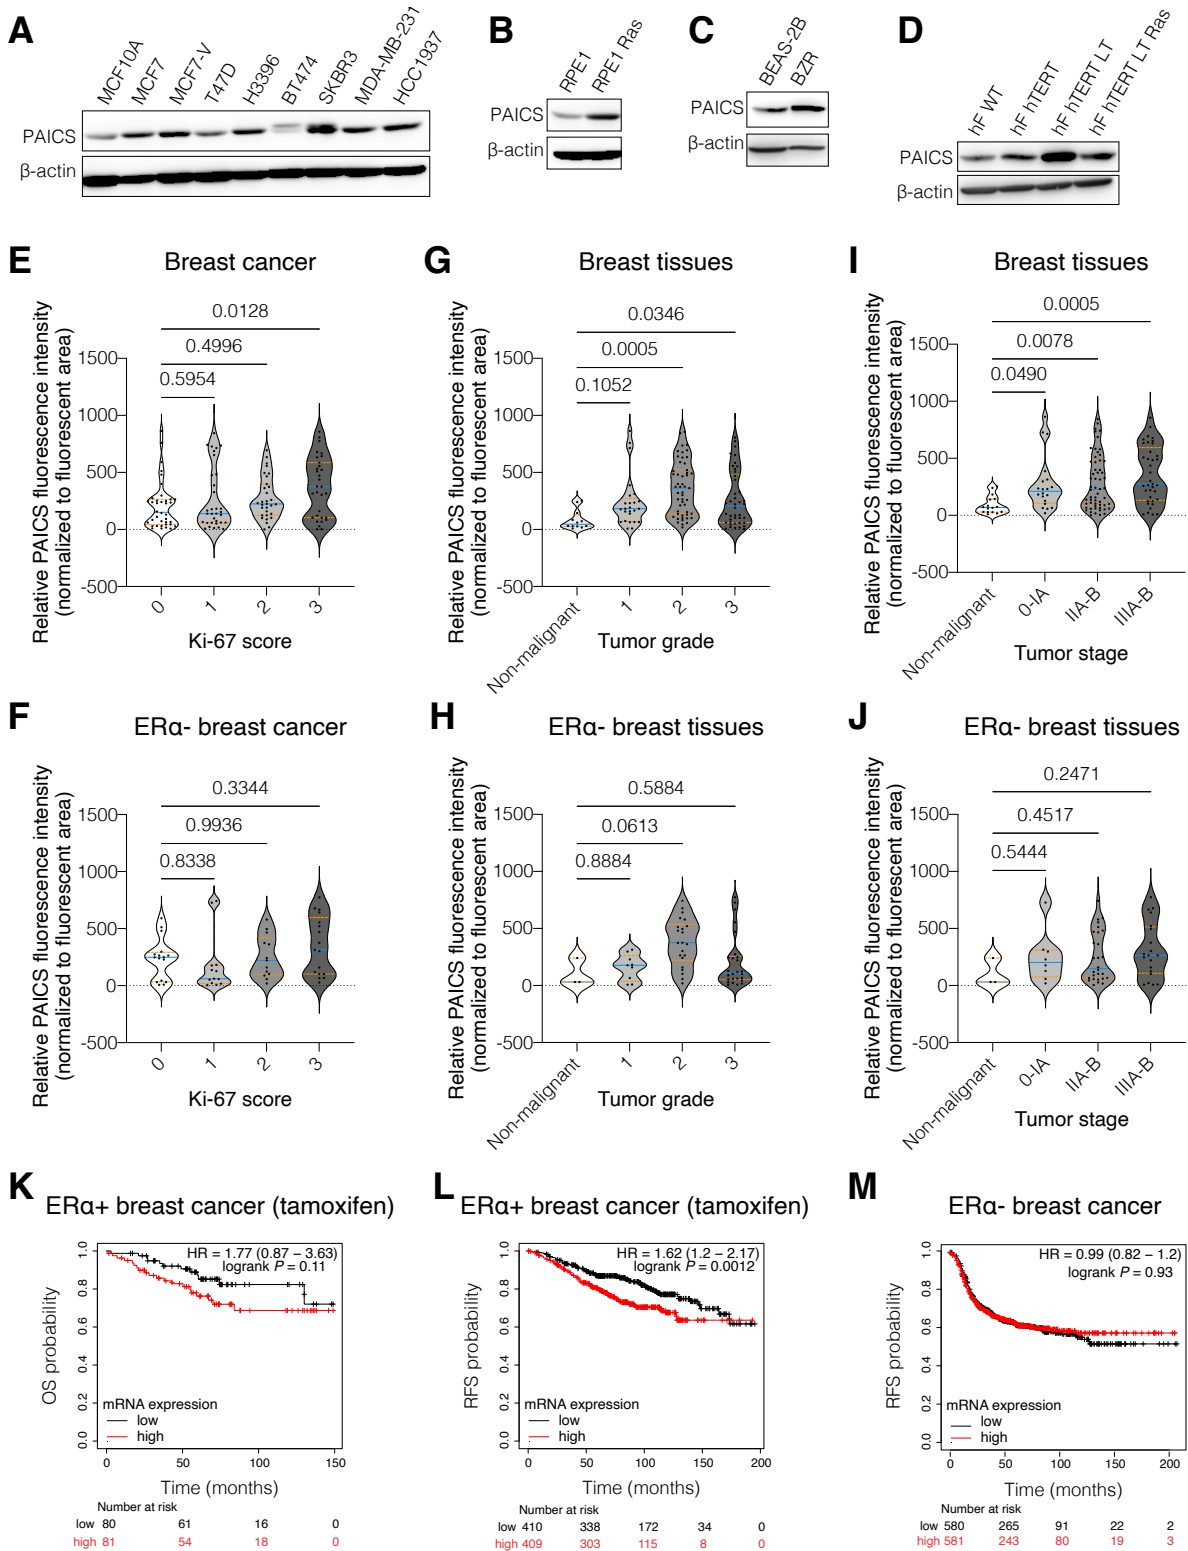 A
MCF10A
MCF7
MCF7-V
T47D
H3396
BT474
SKBR3
MDA-MB-231
HCC1937
PAICS
β-actin
B
RPE1
RPE1 Ras
PAICS
β-actin
C
BEAS-2B
BZR
PAICS
β-actin
D
hF WT
hF hTERT
hF hTERT LT
hF hTERT LT Ras
PAICS
β-actin
E
Breast cancer
Relative PAICS fluorescence intensity
(normalized to fluorescent area)
0.0128
0.4996
0.5954
1500
1000
500
0
-500
0
1
2
3
Ki-67 score
G
Breast tissues
Relative PAICS fluorescence intensity
(normalized to fluorescent area)
0.0346
0.0005
0.1052
1500
1000
500
0
-500
Non-malignant
1
2
3
Tumor grade
I
Breast tissues
Relative PAICS fluorescence intensity
(normalized to fluorescent area)
0.0005
0.0078
0.0490
1500
1000
500
0
-500
Non-malignant
0-IA
IIA-B
IIIA-B
Tumor stage
F
ERα- breast cancer
Relative PAICS fluorescence intensity
(normalized to fluorescent area)
0.3344
0.9936
0.8338
1500
1000
500
0
-500
0
1
2
3
Ki-67 score
H
ERα- breast tissues
Relative PAICS fluorescence intensity
(normalized to fluorescent area)
0.5884
0.0613
0.8884
1500
1000
500
0
-500
Non-malignant
1
2
3
Tumor grade
J
ERα- breast tissues
Relative PAICS fluorescence intensity
(normalized to fluorescent area)
0.2471
0.4517
0.5444
1500
1000
500
0
-500
Non-malignant
0-IA
IIA-B
IIIA-B
Tumor stage
K
ERα+ breast cancer (tamoxifen)
OS probability
HR = 1.77 (0.87 – 3.63)
logrank P = 0.11
1.0
0.8
0.6
0.4
0.2
0.0
mRNA expression
low
high
0 50 100 150
Time (months)
Number at risk
low 80 61 16 0
high 81 54 18 0
L
ERα+ breast cancer (tamoxifen)
RFS probability
HR = 1.62 (1.2 – 2.17)
logrank P = 0.0012
1.0
0.8
0.6
0.4
0.2
0.0
mRNA expression
low
high
0 50 100 150 200
Time (months)
Number at risk
low 410 338 172 34 0
high 409 303 115 8 0
M
ERα- breast cancer
RFS probability
HR = 0.99 (0.82 – 1.2)
logrank P = 0.93
1.0
0.8
0.6
0.4
0.2
0.0
mRNA expression
low
high
0 50 100 150 200
Time (months)
Number at risk
low 580 265 91 22 2
high 581 243 80 19 3